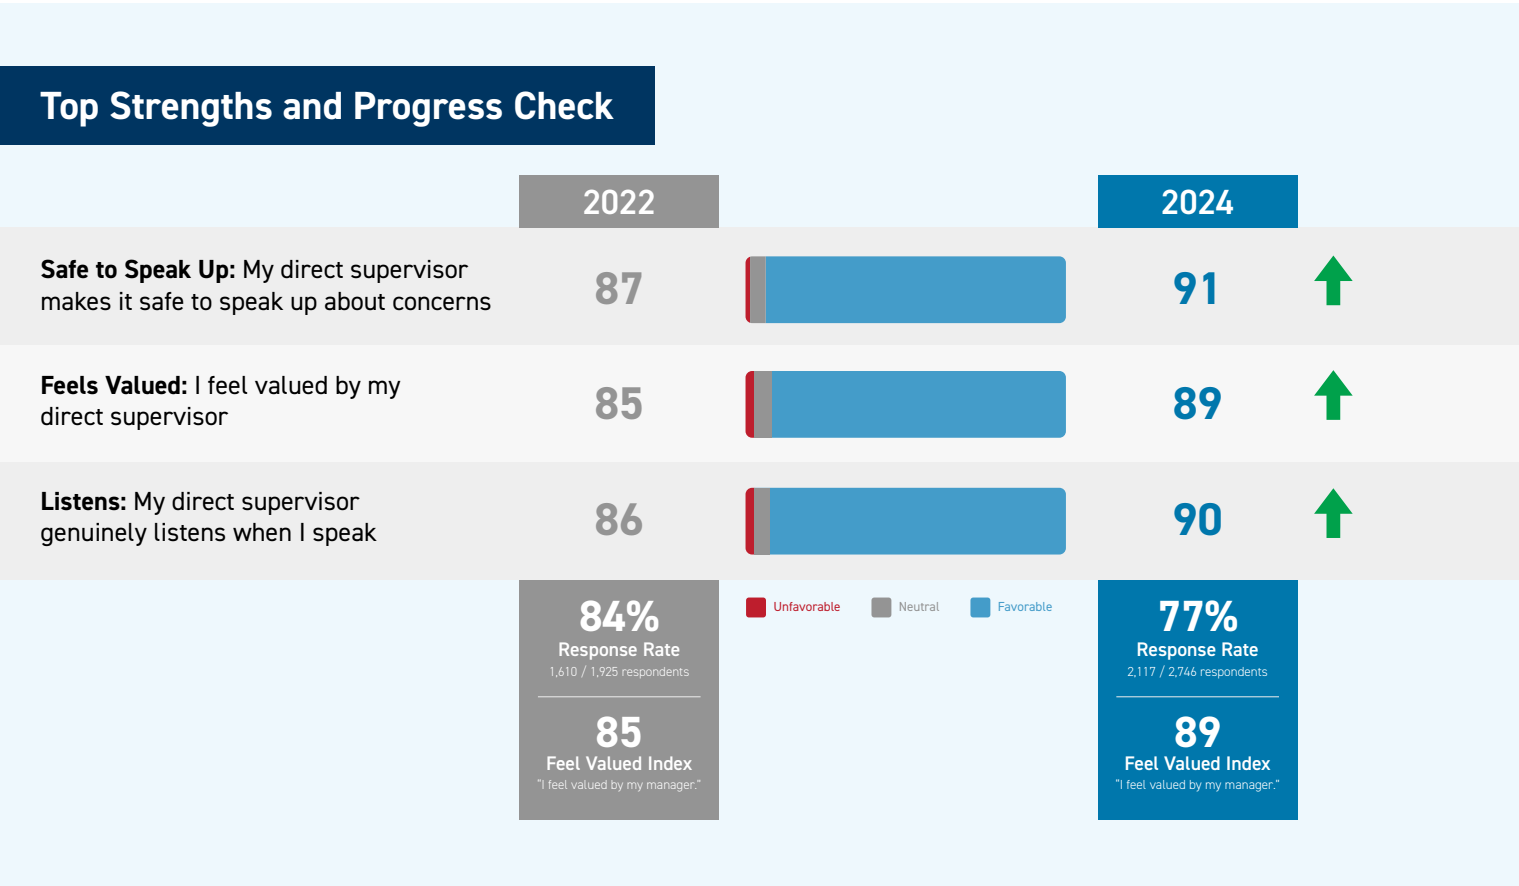 Top Strengths and Progress Check
2022
2024
Safe to Speak Up: My direct supervisor
makes it safe to speak up about concerns
87
91
Feels Valued: I feel valued by my
direct supervisor
85
89
Listens: My direct supervisor
genuinely listens when I speak
86
90
84%
Response Rate
1,610 / 1,925 respondents
85
Feel Valued Index
"I feel valued by my manager."
Unfavorable
Neutral
Favorable
77%
Response Rate
2,117 / 2,746 respondents
89
Feel Valued Index
"I feel valued by my manager."